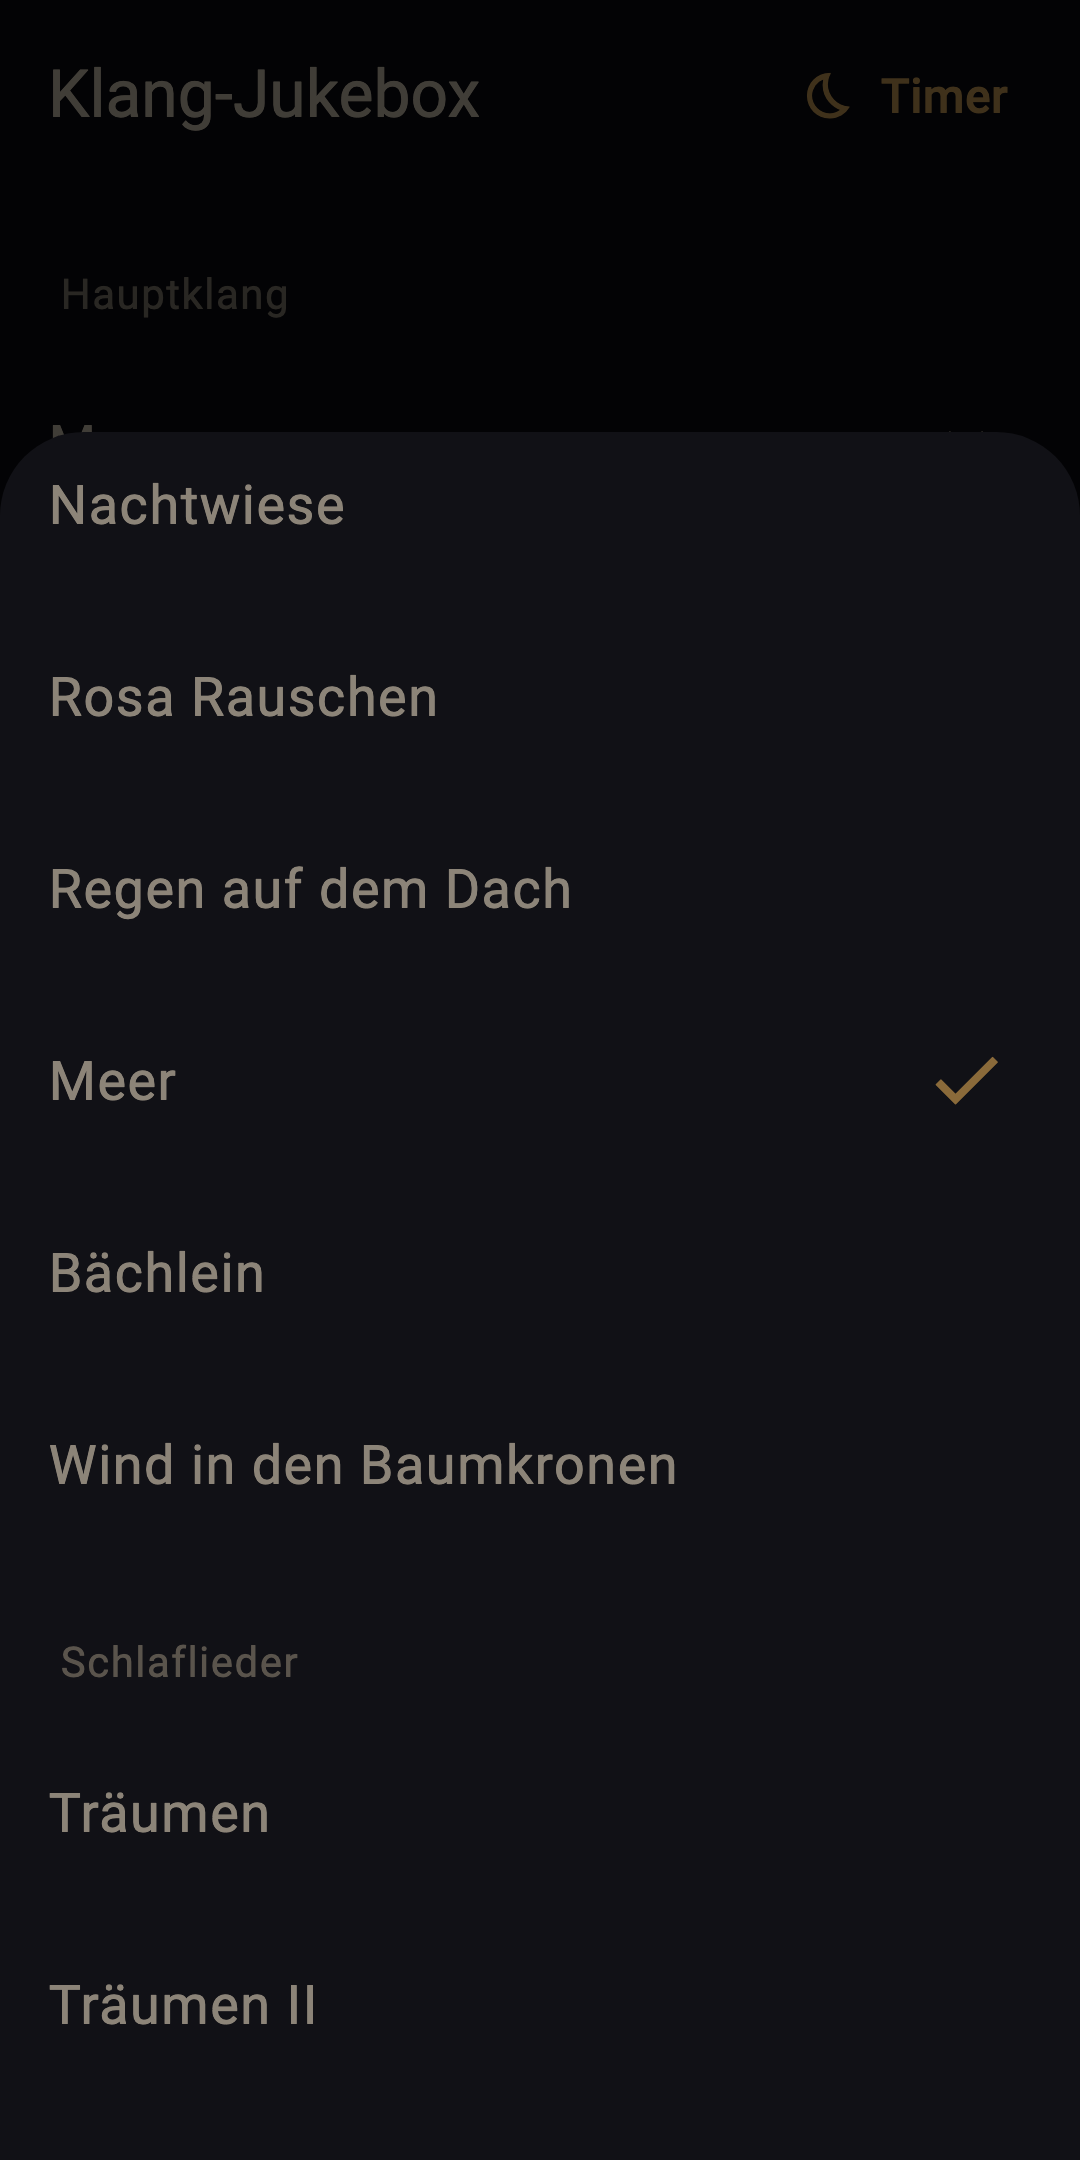 Klang-Jukebox
Timer
Hauptklang
Nachtwiese
Rosa Rauschen
Regen auf dem Dach
Meer
Bächlein
Wind in den Baumkronen
Schlaflieder
Träumen
Träumen II